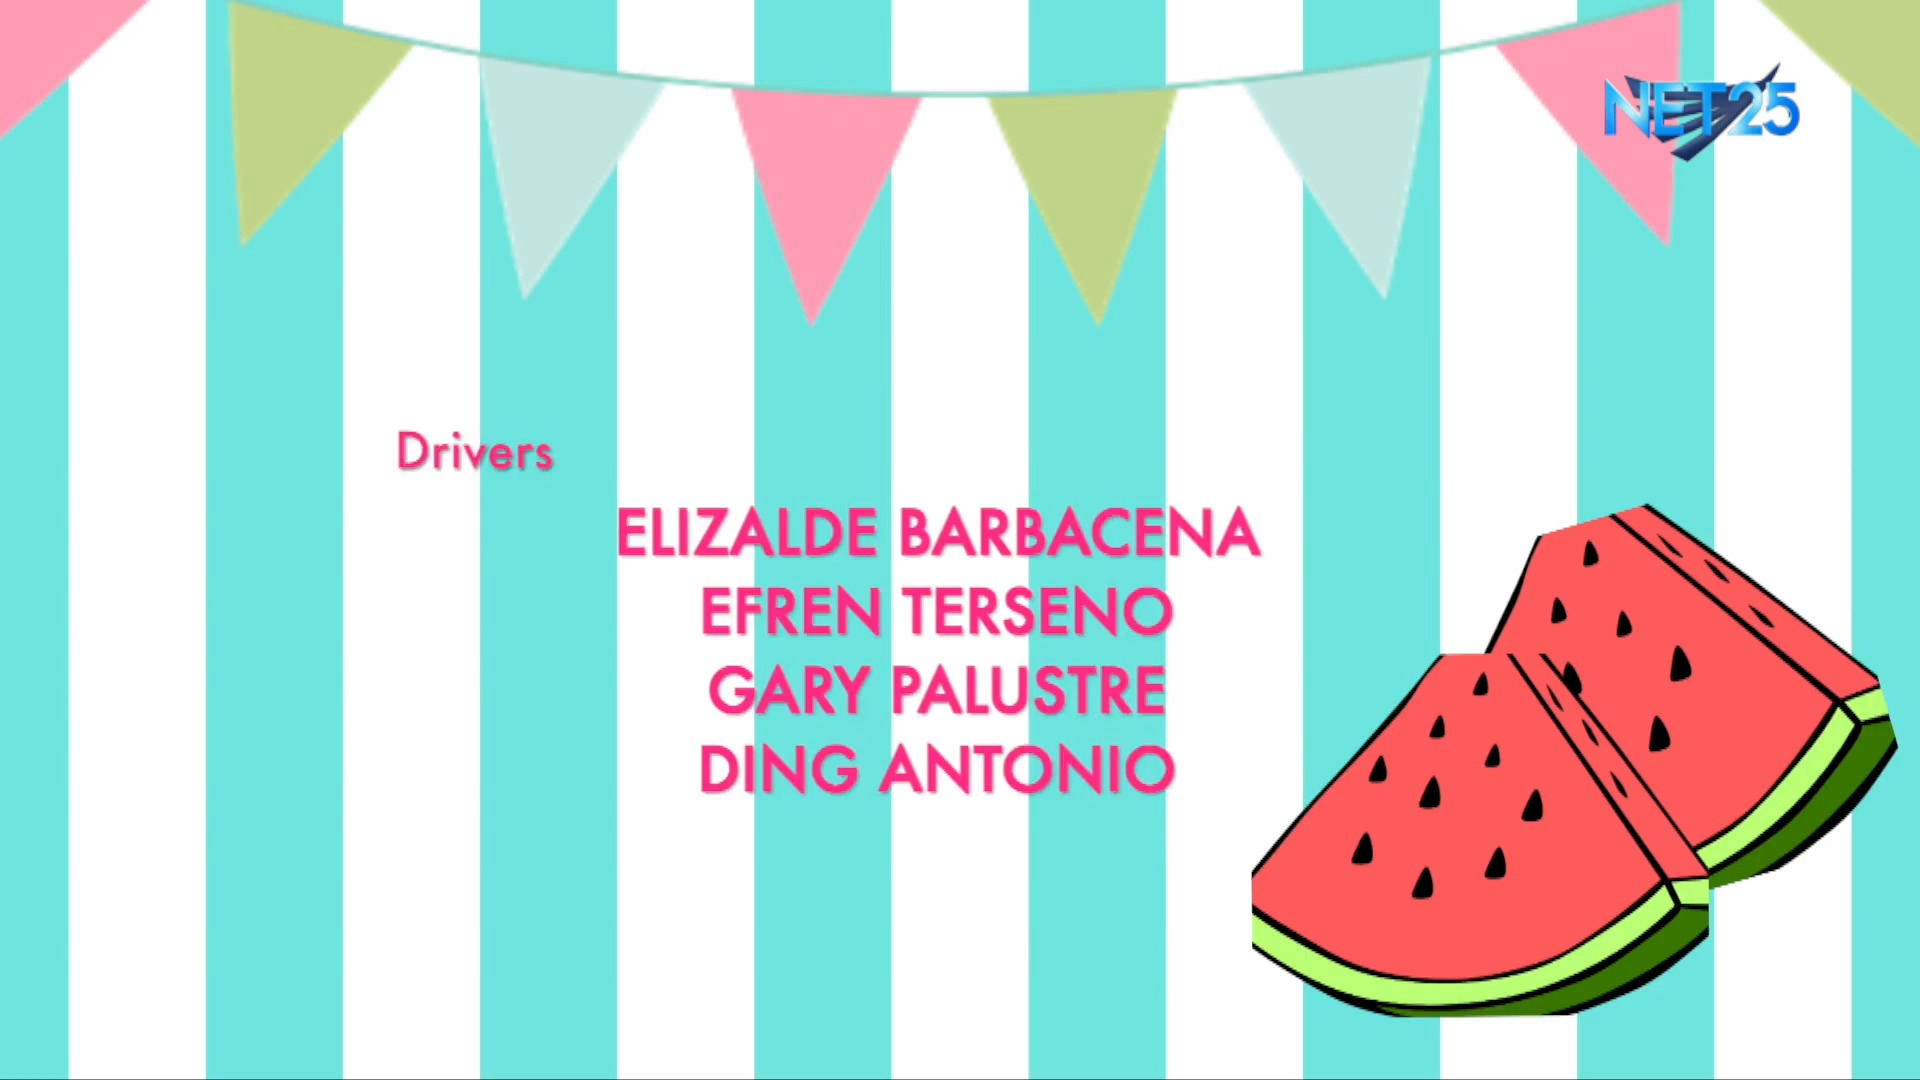 NET25
Drivers
ELIZALDE BARBACENA
EFREN TERSENO
GARY PALUSTRE
DING ANTONIO